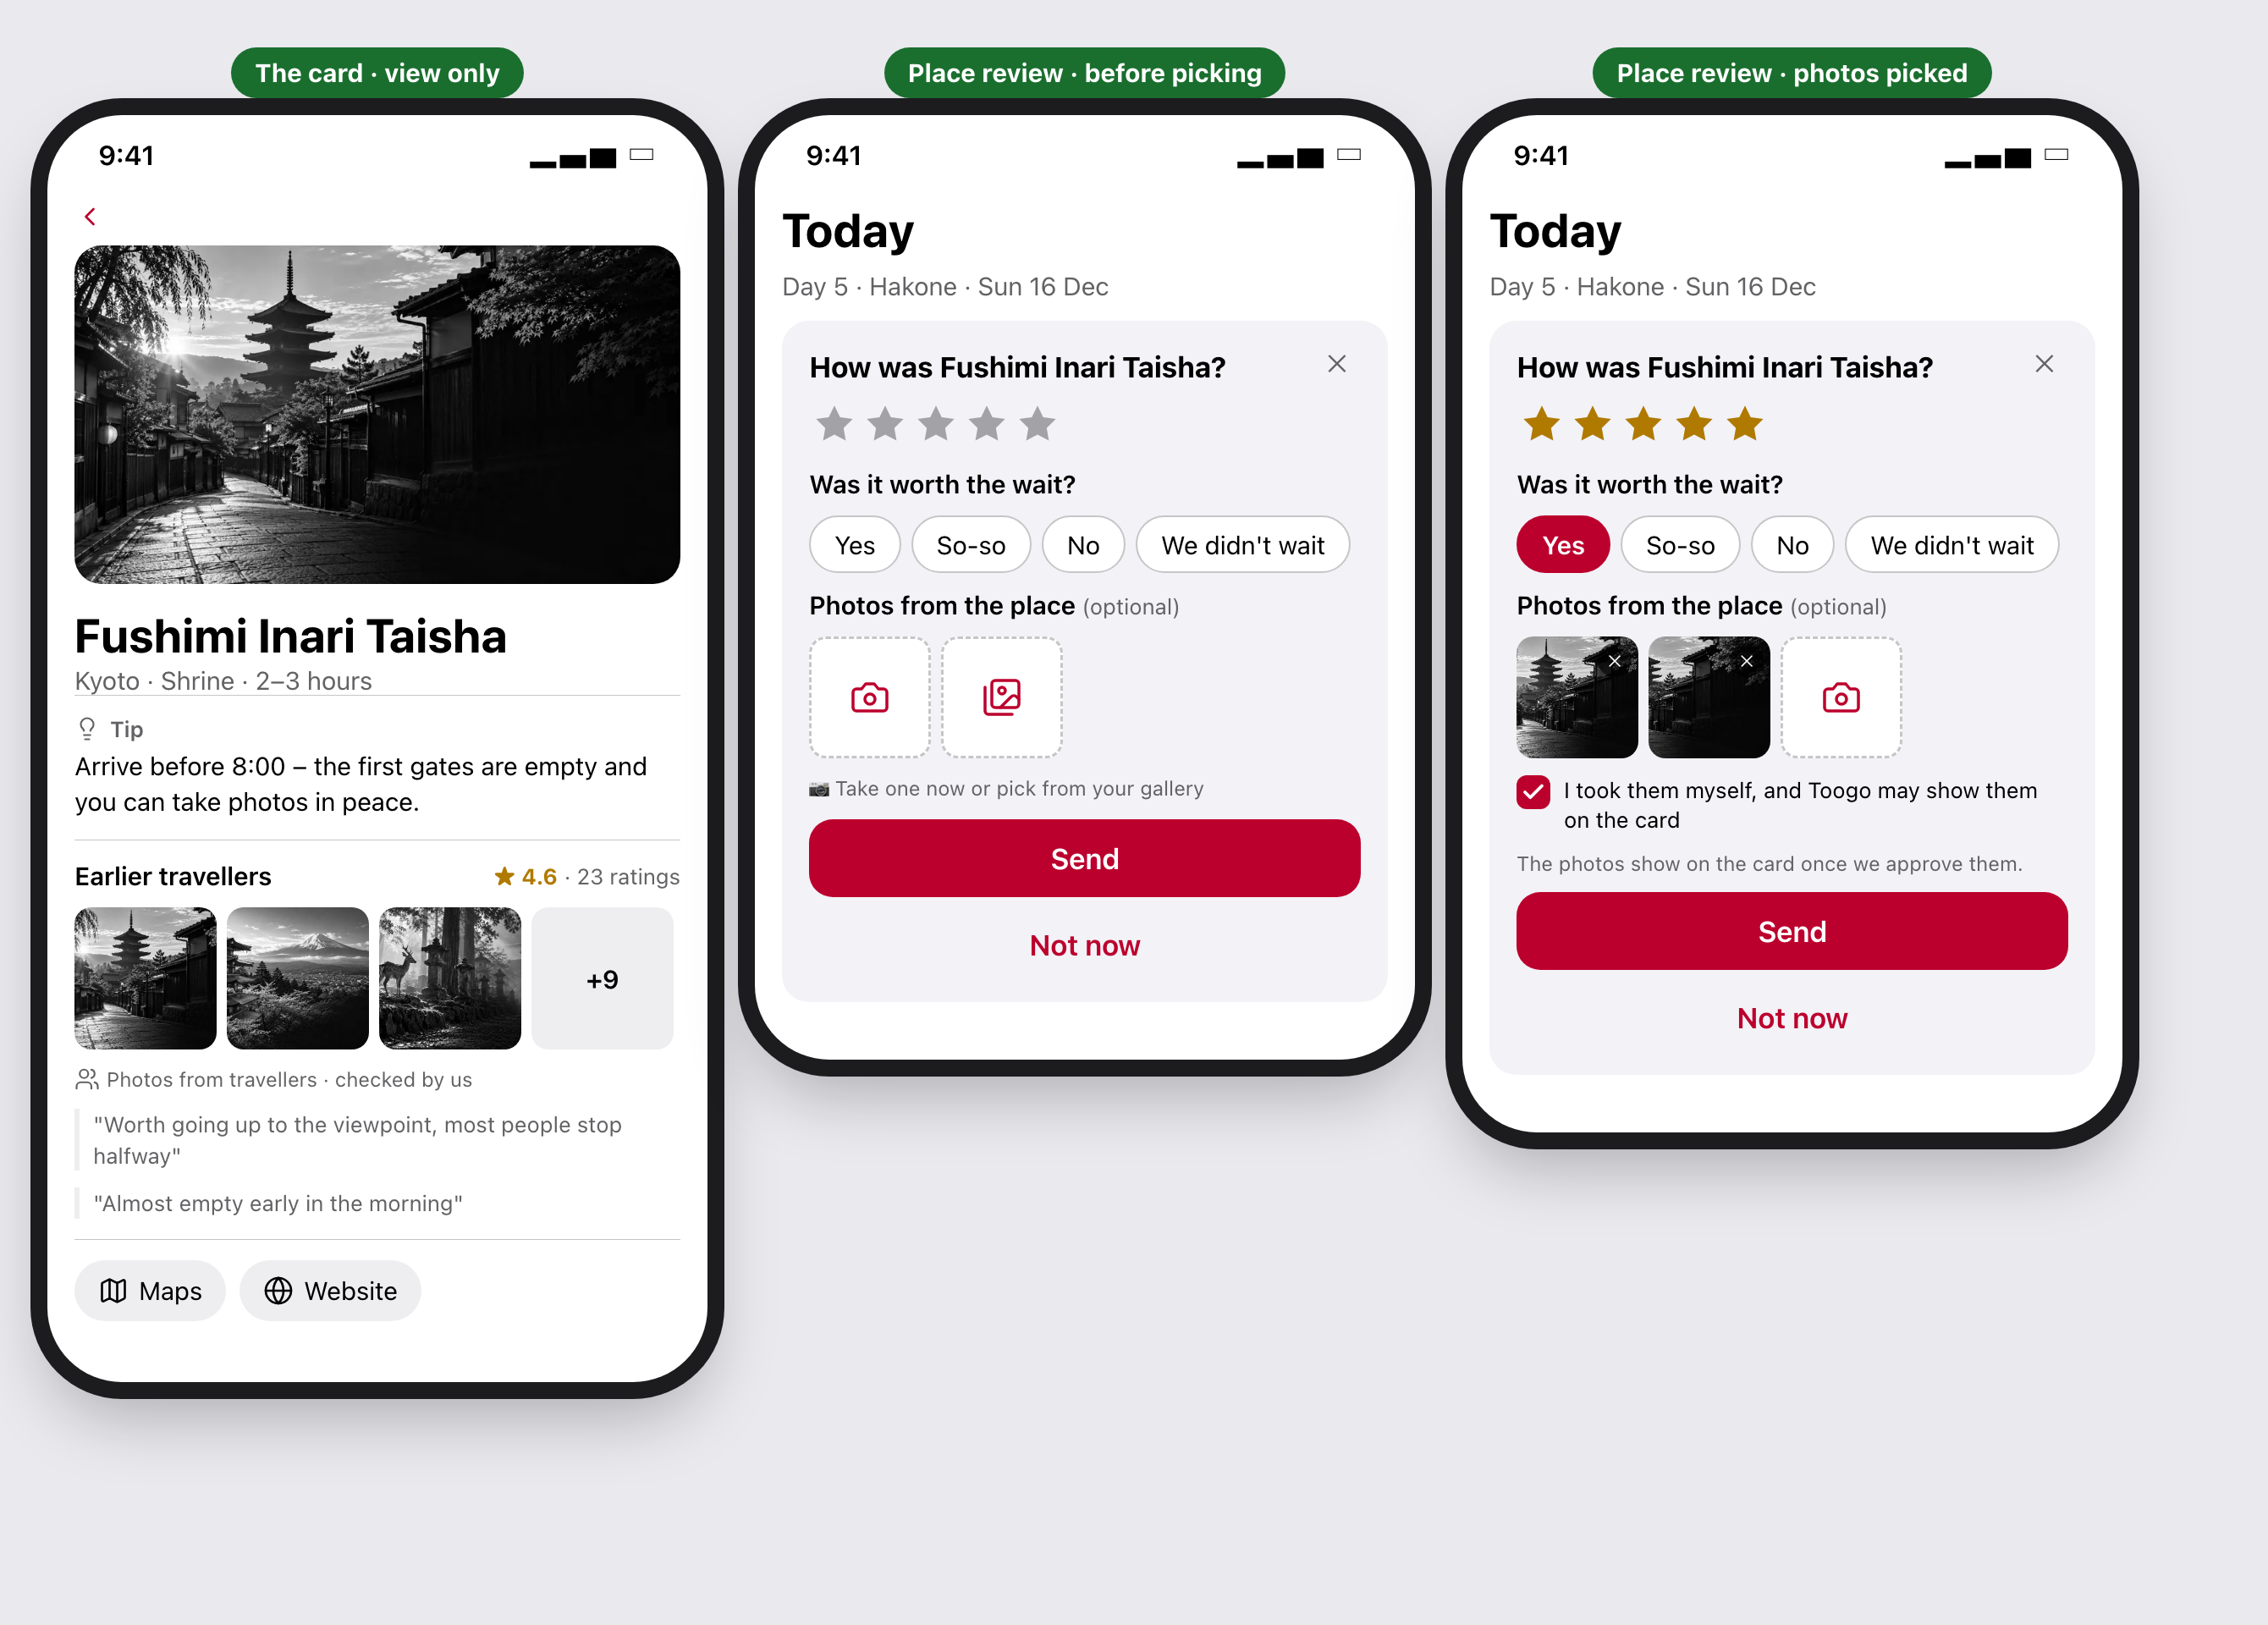 The card · view only
9:41
Fushimi Inari Taisha
Kyoto · Shrine · 2–3 hours
Tip
Arrive before 8:00 – the first gates are empty and
you can take photos in peace.
Earlier travellers
4.6 · 23 ratings
+9
Photos from travellers · checked by us
"Worth going up to the viewpoint, most people stop
halfway"
"Almost empty early in the morning"
Maps
Website
Place review · before picking
9:41
Today
Day 5 · Hakone · Sun 16 Dec
How was Fushimi Inari Taisha?
Was it worth the wait?
Yes
So-so
No
We didn't wait
Photos from the place (optional)
Take one now or pick from your gallery
Send
Not now
Place review · photos picked
9:41
Today
Day 5 · Hakone · Sun 16 Dec
How was Fushimi Inari Taisha?
Was it worth the wait?
Yes
So-so
No
We didn't wait
Photos from the place (optional)
I took them myself, and Toogo may show them
on the card
The photos show on the card once we approve them.
Send
Not now